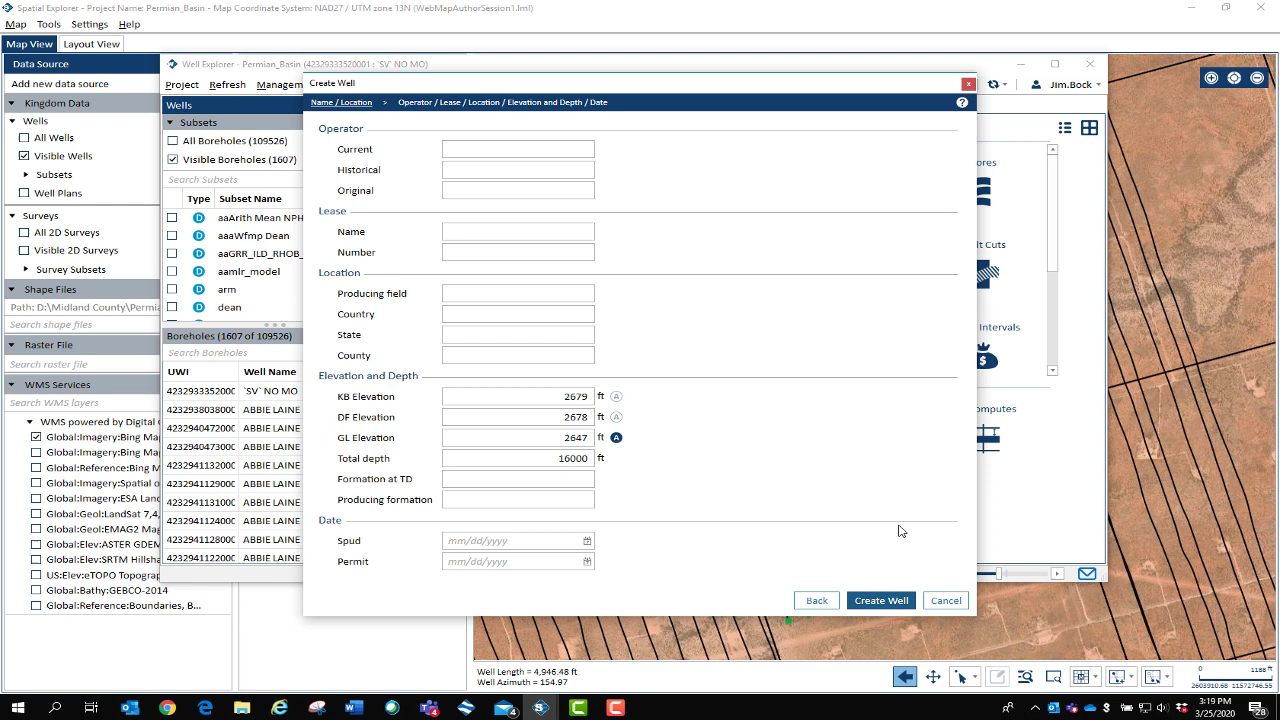 Spatial Explorer - Project Name: Permian_Basin - Map Coordinate System: NAD27 / UTM zone 13N (WebMapAuthorSession1.lml)
Map Tools Settings Help
Map View Layout View
Data Source
Add new data source
Kingdom Data
Wells
All Wells
Visible Wells
Subsets
Well Plans
Surveys
All 2D Surveys
Visible 2D Surveys
Survey Subsets
Shape Files
Path: D:\Midland County\Permia
Search shape files
Raster File
Search raster file
WMS Services
Search WMS layers
WMS powered by Digital G
Global:Imagery:Bing Ma
Global:Imagery:Bing M
Global:Reference:Bing M
Global:Imagery:Spatial o
Global:Imagery:ESA Lan
Global:Geol:LandSat 7,4,
Global:Geol:EMAG2 Mag
Global:Elev:ASTER GDEM
Global:Elev:SRTM Hillsha
US:Elev:eTOPO Topograp
Global:Bathy:GEBCO-2014
Global:Reference:Boundaries, B...
Well Explorer - Permian_Basin (42329333520001 : `SV` NO MO)
Project Refresh Managem
Jim.Bock
Wells
Subsets
All Boreholes (109526)
Visible Boreholes (1607)
Search Subsets
Type Subset Name
aaArith Mean NPH
aaaWfmp Dean
aaGRR_ILD_RHOB_
aamlr_model
arm
dean
Boreholes (1607 of 109526)
Search Boreholes
UWI Well Name
4232933352000 `SV` NO MO
423293803800 ABBIE LAINE
423294047200 ABBIE LAINE
423294047300 ABBIE LAINE
423294113200 ABBIE LAINE
423294112900 ABBIE LAINE
423294113100 ABBIE LAINE
423294112400 ABBIE LAINE
423294112800 ABBIE LAINE
423294112200 ABBIE LAINE
ores
lt Cuts
Intervals
omputes
Create Well
Name / Location > Operator / Lease / Location / Elevation and Depth / Date
Operator
Current
Historical
Original
Lease
Name
Number
Location
Producing field
Country
State
County
Elevation and Depth
KB Elevation 2679 ft A
DF Elevation 2678 ft A
GL Elevation 2647 ft A
Total depth 16000 ft
Formation at TD
Producing formation
Date
Spud mm/dd/yyyy
Permit mm/dd/yyyy
Back Create Well Cancel
Well Length = 4,946.48 ft
Well Azimuth = 154.97
0 1188 ft
2603910.68 11572746.55
3:19 PM
3/25/2020
28